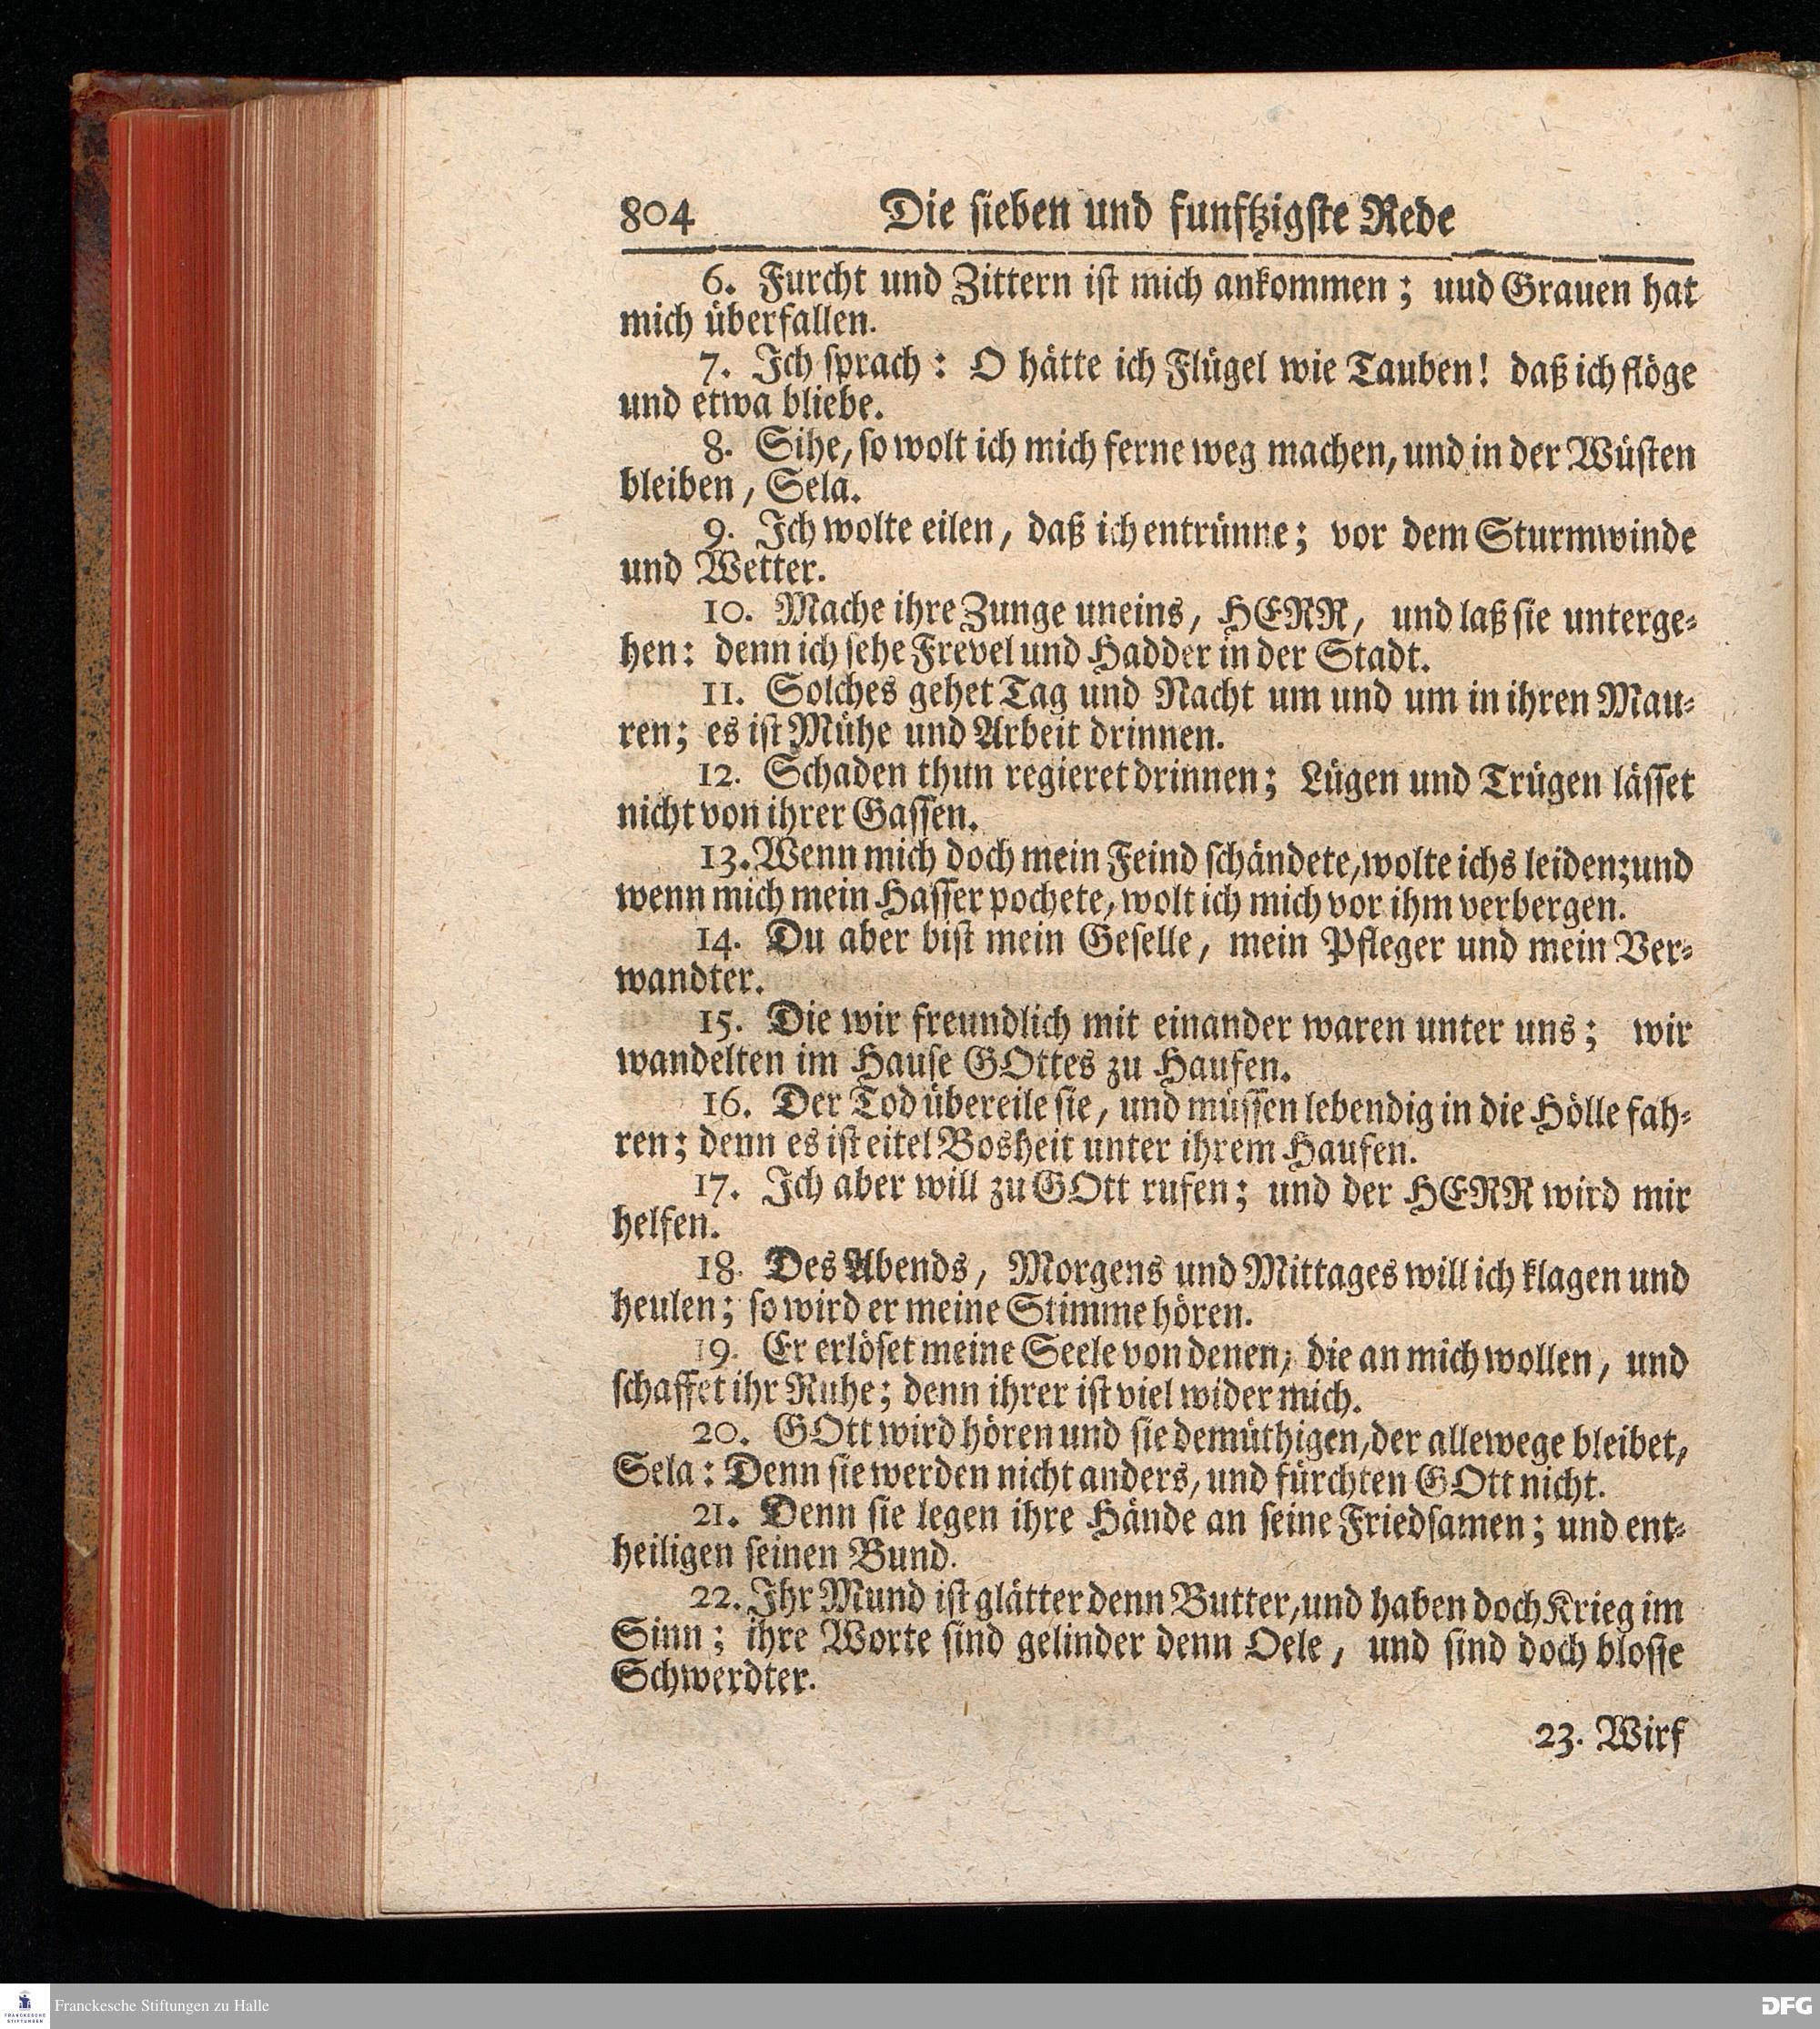 804 Die ſieben und funftzigſte Rede
6. Furcht und Zittern iſt mich ankommen; uud Grauen hat
mich überfallen.
7. Ich ſprach: O hätte ich Flügel wie Tauben! daß ich flöge
und etwa bliebe.
8. Sihe, ſo wolt ich mich ferne weg machen, und in der Wüſten
bleiben, Sela.
9. Ich wolte eilen, daß ich entrünne; vor dem Sturmwinde
und Wetter.
10. Mache ihre Zunge uneins, HERR, und laß ſie unterge-
hen: denn ich ſehe Frevel und Hadder in der Stadt.
11. Solches gehet Tag und Nacht um und um in ihren Mau-
ren; es iſt Mühe und Arbeit drinnen.
12. Schaden thun regieret drinnen; Lügen und Trügen läſſet
nicht von ihrer Gaſſen.
13. Wenn mich doch mein Feind ſchändete, wolte ichs leiden; und
wenn mich mein Haſſer pochete, wolt ich mich vor ihm verbergen.
14. Du aber biſt mein Geſelle, mein Pfleger und mein Ver-
wandter.
15. Die wir freundlich mit einander waren unter uns; wir
wandelten im Hauſe GOttes zu Haufen.
16. Der Tod übereile ſie, und müſſen lebendig in die Hölle fah-
ren; denn es iſt eitel Bosheit unter ihrem Haufen.
17. Ich aber will zu GOtt rufen; und der HERR wird mir
helfen.
18. Des Abends, Morgens und Mittages will ich klagen und
heulen; ſo wird er meine Stimme hören.
19. Er erlöſet meine Seele von denen, die an mich wollen, und
ſchaffet ihr Ruhe; denn ihrer iſt viel wider mich.
20. GOtt wird hören und ſie demüthigen, der allewege bleibet,
Sela: Denn ſie werden nicht anders, und fürchten GOtt nicht.
21. Denn ſie legen ihre Hände an ſeine Friedſamen; und ent-
heiligen ſeinen Bund.
22. Ihr Mund iſt glätter denn Butter, und haben doch Krieg im
Sinn; ihre Worte ſind gelinder denn Oele, und ſind doch bloſſe
Schwerdter.
23. Wirf
FRANCKESCHE
STIFTUNGEN
Franckesche Stiftungen zu Halle
DFG